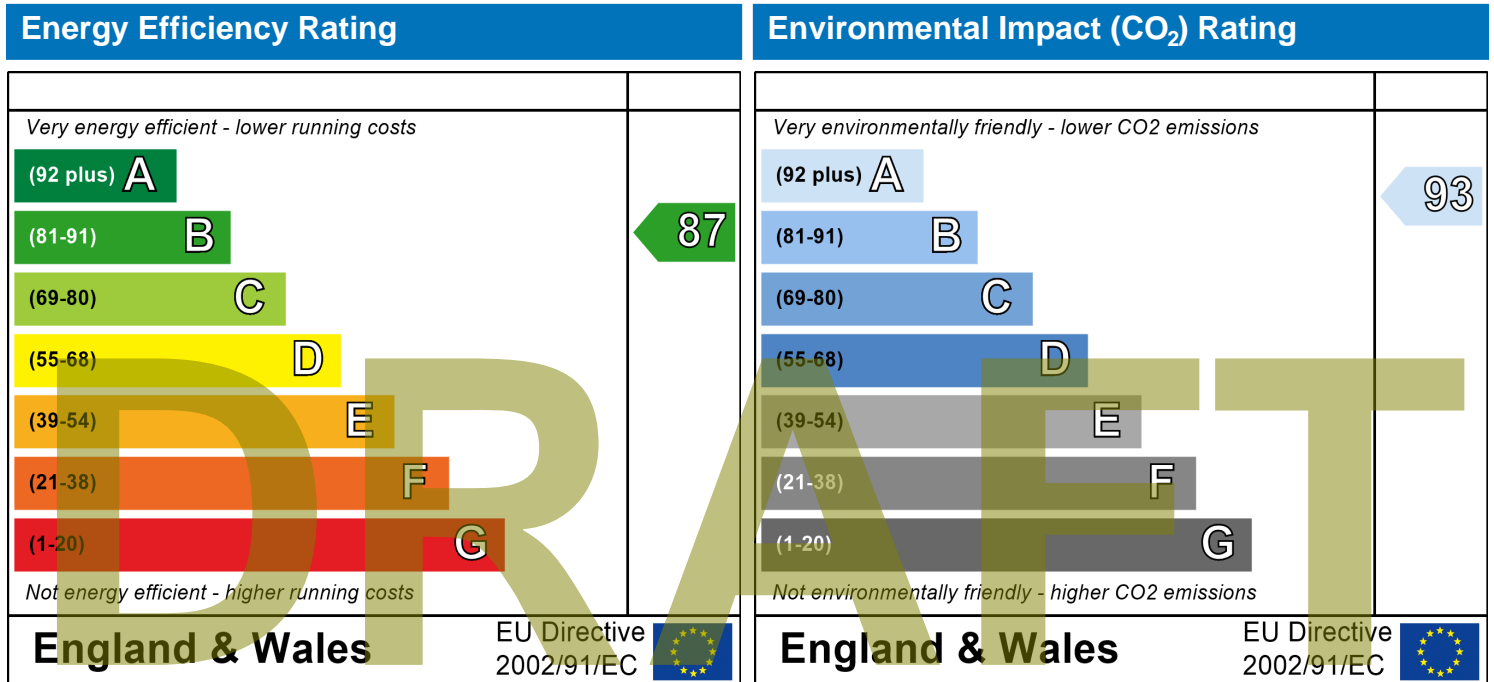 Energy Efficiency Rating
Very energy efficient - lower running costs
(92 plus) A
(81-91) B
87
(69-80) C
(55-68) D
(39-54) E
(21-38) F
(1-20) G
Not energy efficient - higher running costs
England & Wales
EU Directive
2002/91/EC
Environmental Impact (CO₂) Rating
Very environmentally friendly - lower CO2 emissions
(92 plus) A
93
(81-91) B
(69-80) C
(55-68) D
(39-54) E
(21-38) F
(1-20) G
Not environmentally friendly - higher CO2 emissions
England & Wales
EU Directive
2002/91/EC
DRAFT